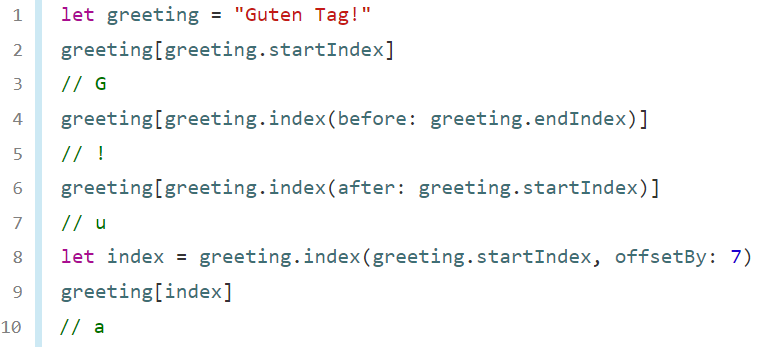 1 let greeting = "Guten Tag!"
2 greeting[greeting.startIndex]
3 // G
4 greeting[greeting.index(before: greeting.endIndex)]
5 // !
6 greeting[greeting.index(after: greeting.startIndex)]
7 // u
8 let index = greeting.index(greeting.startIndex, offsetBy: 7)
9 greeting[index]
10 // a